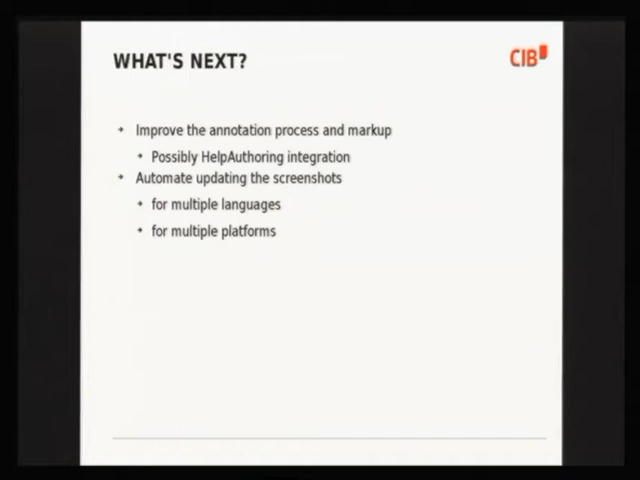 WHAT'S NEXT?
CIB
Improve the annotation process and markup
Possibly HelpAuthoring integration
Automate updating the screenshots
for multiple languages
for multiple platforms